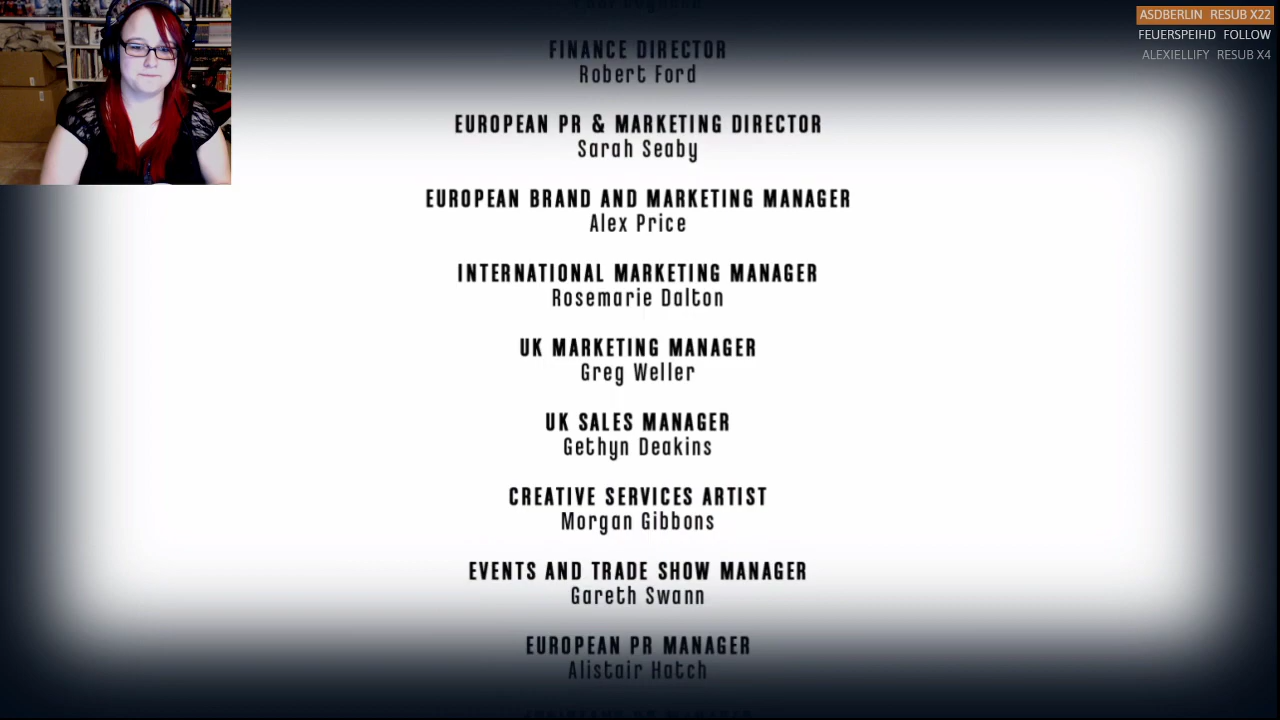 ASDBERLIN RESUB X22
FEUERSPEIHD FOLLOW
ALEXIELLIFY RESUB X4
FINANCE DIRECTOR
Robert Ford
EUROPEAN PR & MARKETING DIRECTOR
Sarah Seaby
EUROPEAN BRAND AND MARKETING MANAGER
Alex Price
INTERNATIONAL MARKETING MANAGER
Rosemarie Dalton
UK MARKETING MANAGER
Greg Weller
UK SALES MANAGER
Gethyn Deakins
CREATIVE SERVICES ARTIST
Morgan Gibbons
EVENTS AND TRADE SHOW MANAGER
Gareth Swann
EUROPEAN PR MANAGER
Alistair Hatch